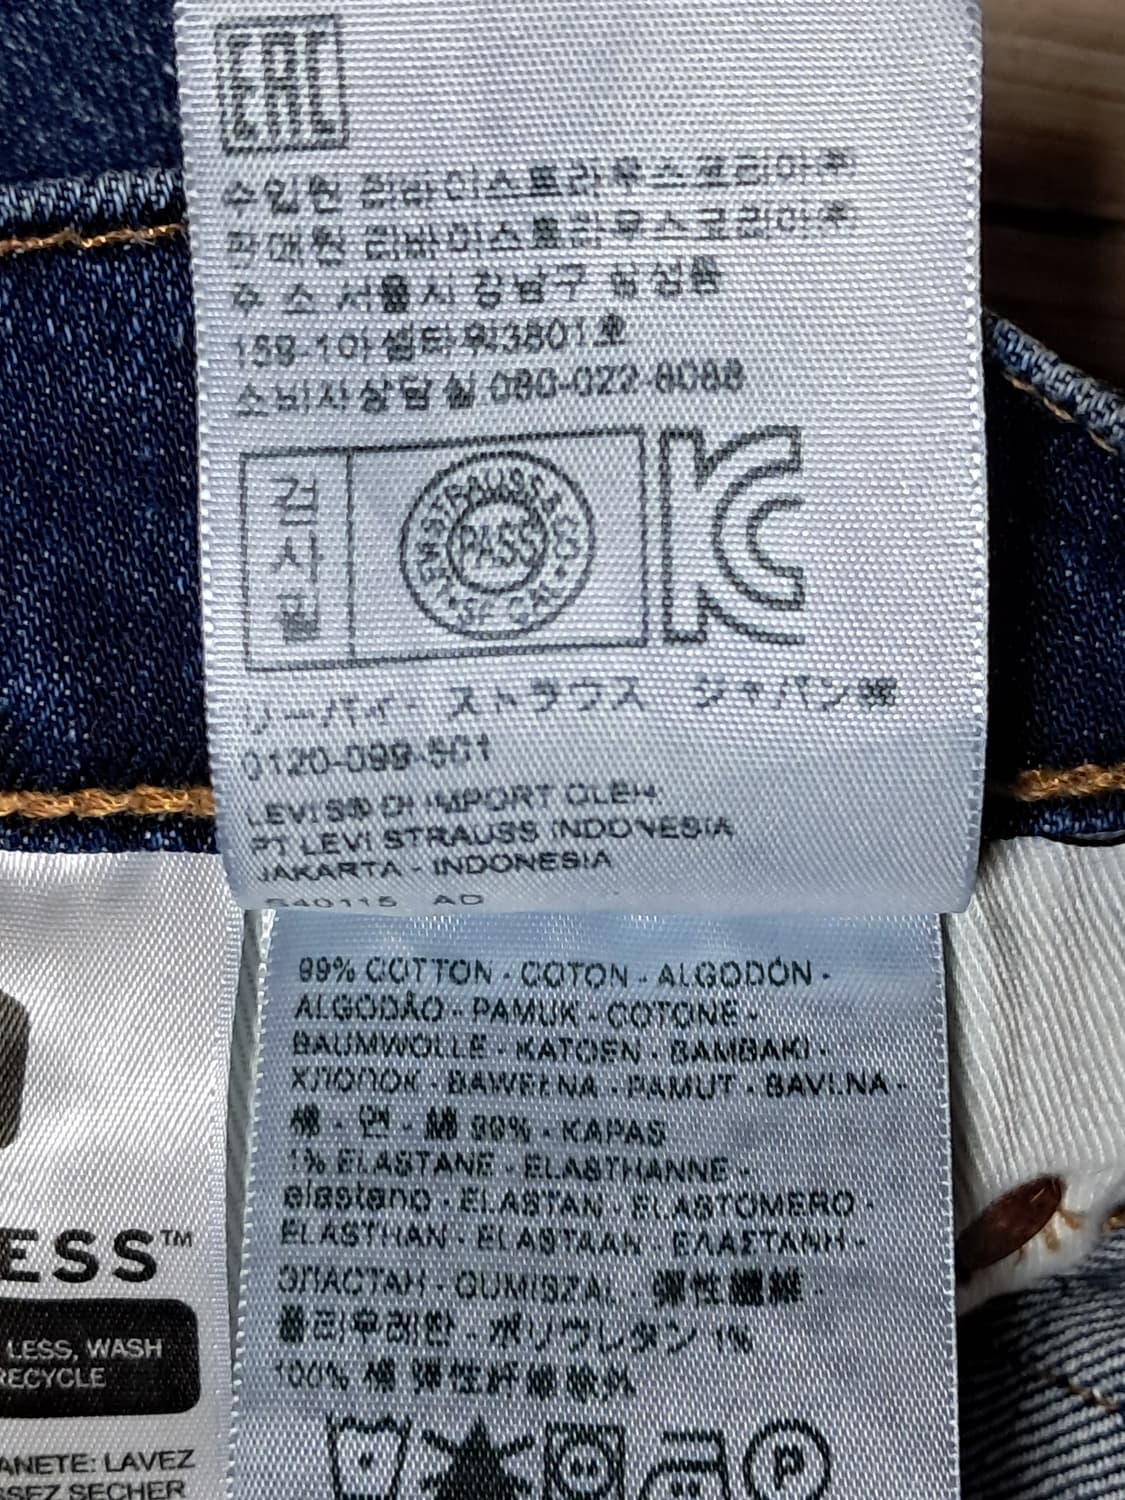 EAC
수입원 리바이스트라우스코리아㈜
판매원 리바이스트라우스코리아㈜
주 소 서울시 강남구 삼성동
159-1아셈타워3801호
소비자상담실 080-022-8088
검사필
STRAUSS & CO
PASS
SF CAL
KC
リーバイ・ストラウス ジャパン㈱
0120-099-501
LEVI'S® DI IMPORT OLEH:
PT LEVI STRAUSS INDONESIA
JAKARTA - INDONESIA
S40115 AD
99% COTTON - COTON - ALGODÓN -
ALGODÃO - PAMUK - COTONE -
BAUMWOLLE - KATOEN - BAMBAKI -
ХЛОПОК - BAWEŁNA - PAMUT - BAVLNA -
棉 - 면 - 綿 99% - KAPAS
1% ELASTANE - ELASTHANNE -
elastano - ELASTAN - ELASTOMERO -
ELASTHAN - ELASTAAN - ΕΛΑΣΤΑΝΗ -
ЭЛАСТАН - GUMISZÁL - 彈性纖維 -
폴리우레탄 - ポリウレタン 1%
100% 棉 彈性纤维除外
ESS™
LESS, WASH
RECYCLE
ANETE: LAVEZ
SSEZ SECHER
P